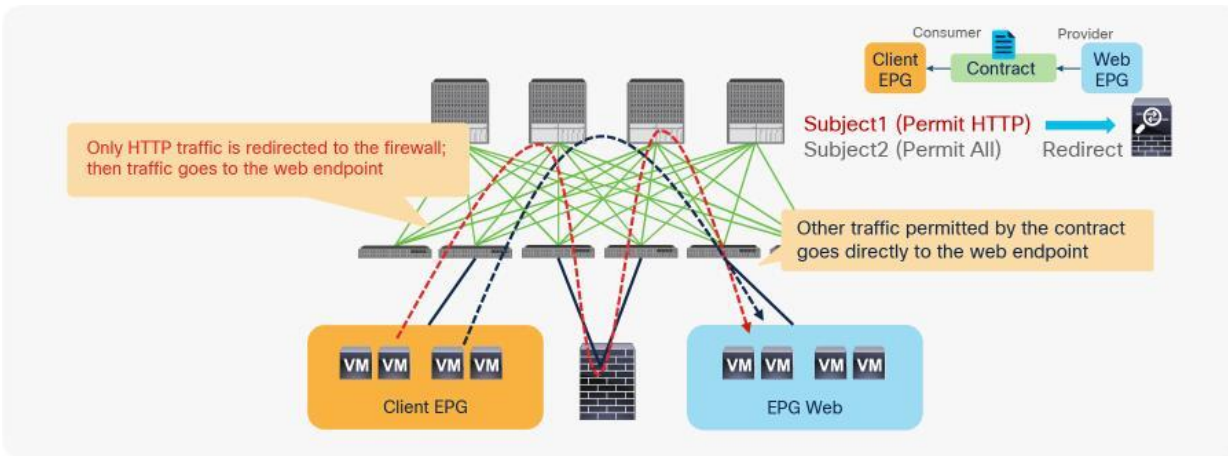 Consumer
Provider
Client
EPG
Contract
Web
EPG
Only HTTP traffic is redirected to the firewall;
then traffic goes to the web endpoint
Subject1 (Permit HTTP)
Subject2 (Permit All)
Redirect
Other traffic permitted by the contract
goes directly to the web endpoint
VM VM VM VM
Client EPG
VM VM VM VM
EPG Web